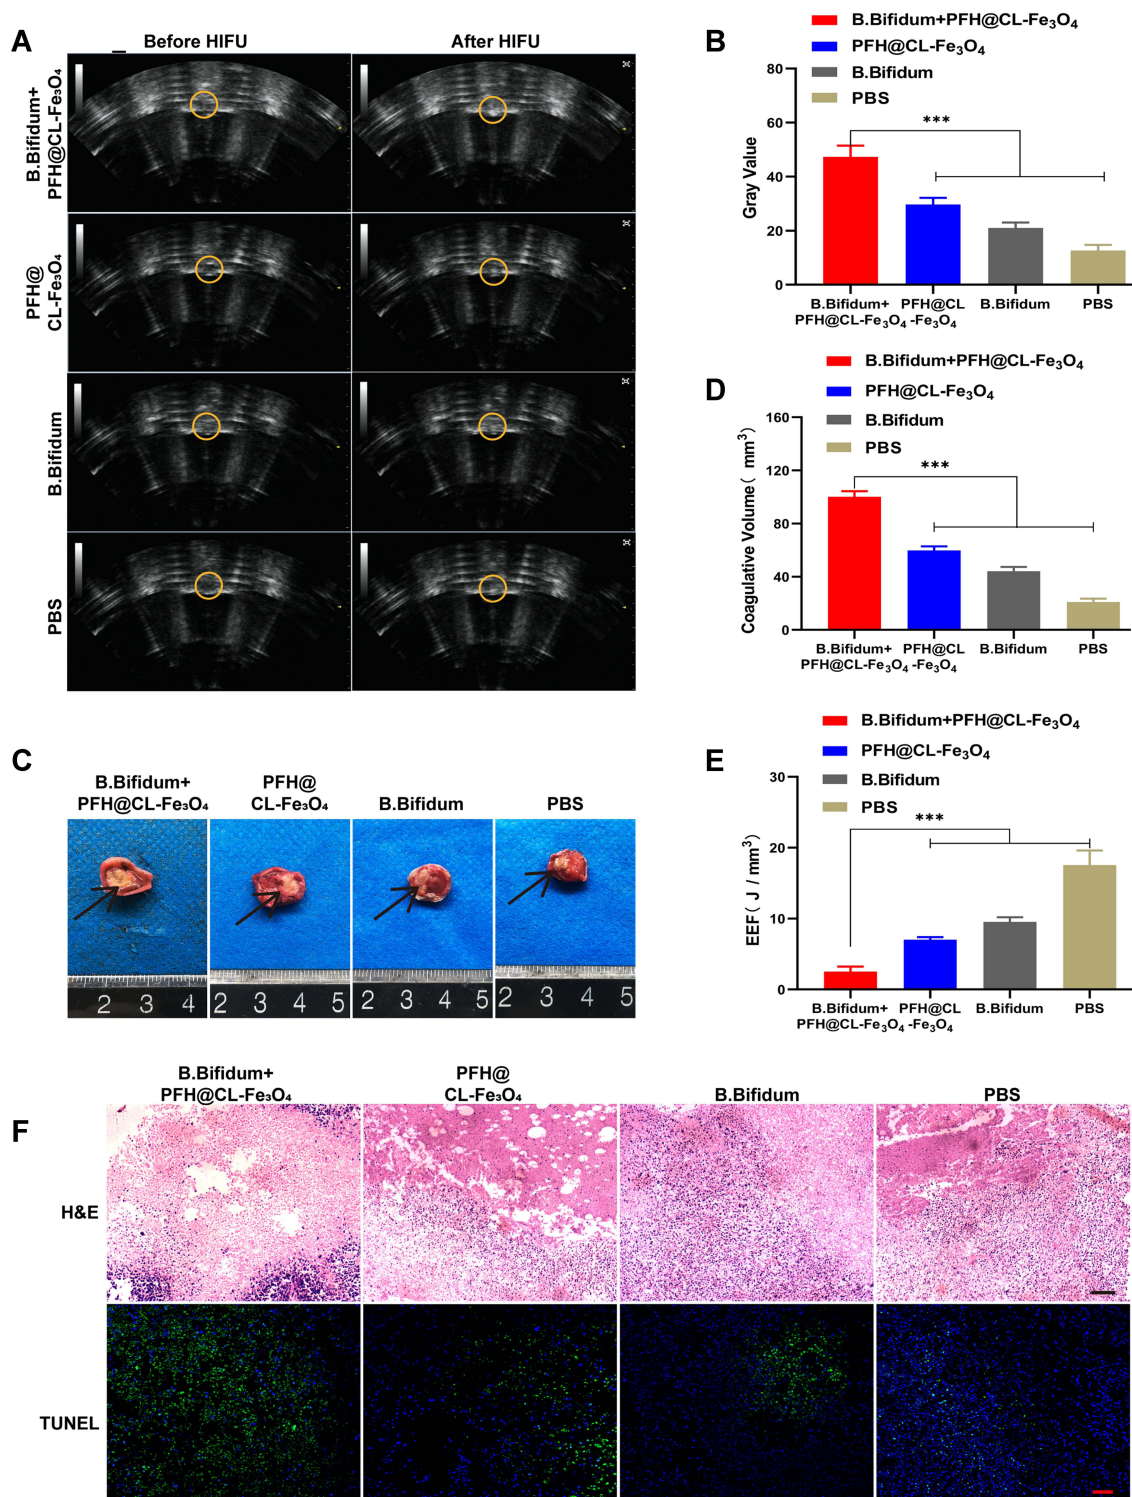 A
Before HIFU
After HIFU
B.Bifidum+
PFH@CL-Fe₃O₄
PFH@
CL-Fe₃O₄
B.Bifidum
PBS
B
B.Bifidum+PFH@CL-Fe₃O₄
PFH@CL-Fe₃O₄
B.Bifidum
PBS
80
60
40
20
0
Gray Value
***
B.Bifidum+
PFH@CL-Fe₃O₄
PFH@CL
-Fe₃O₄
B.Bifidum
PBS
D
B.Bifidum+PFH@CL-Fe₃O₄
PFH@CL-Fe₃O₄
B.Bifidum
PBS
160
120
80
40
0
Coagulative Volume( mm³)
***
B.Bifidum+
PFH@CL-Fe₃O₄
PFH@CL
-Fe₃O₄
B.Bifidum
PBS
C
B.Bifidum+
PFH@CL-Fe₃O₄
PFH@
CL-Fe₃O₄
B.Bifidum
PBS
2 3 4
2 3 4 5
2 3 4 5
2 3 4 5
E
B.Bifidum+PFH@CL-Fe₃O₄
PFH@CL-Fe₃O₄
B.Bifidum
PBS
30
20
10
0
EEF( J / mm³)
***
B.Bifidum+
PFH@CL-Fe₃O₄
PFH@CL
-Fe₃O₄
B.Bifidum
PBS
F
B.Bifidum+
PFH@CL-Fe₃O₄
PFH@
CL-Fe₃O₄
B.Bifidum
PBS
H&E
TUNEL